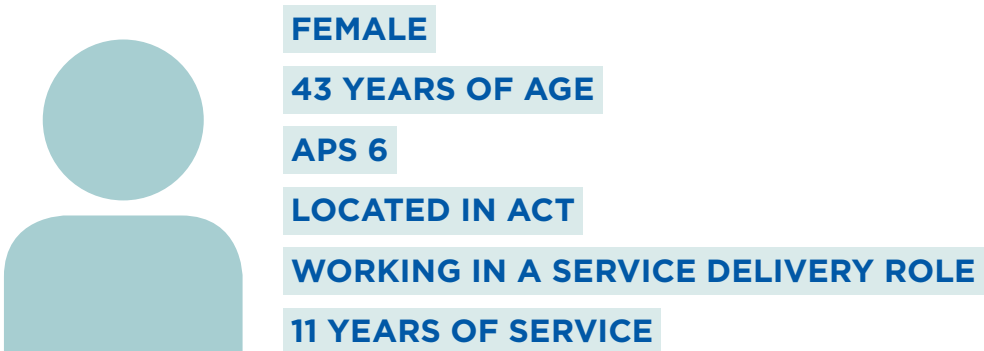 FEMALE
43 YEARS OF AGE
APS 6
LOCATED IN ACT
WORKING IN A SERVICE DELIVERY ROLE
11 YEARS OF SERVICE